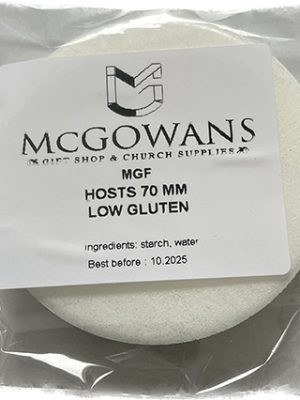 MCGOWANS
GIFT SHOP & CHURCH SUPPLIES
MGF
HOSTS 70 MM
LOW GLUTEN
ingredients: starch, water
Best before : 10.2025